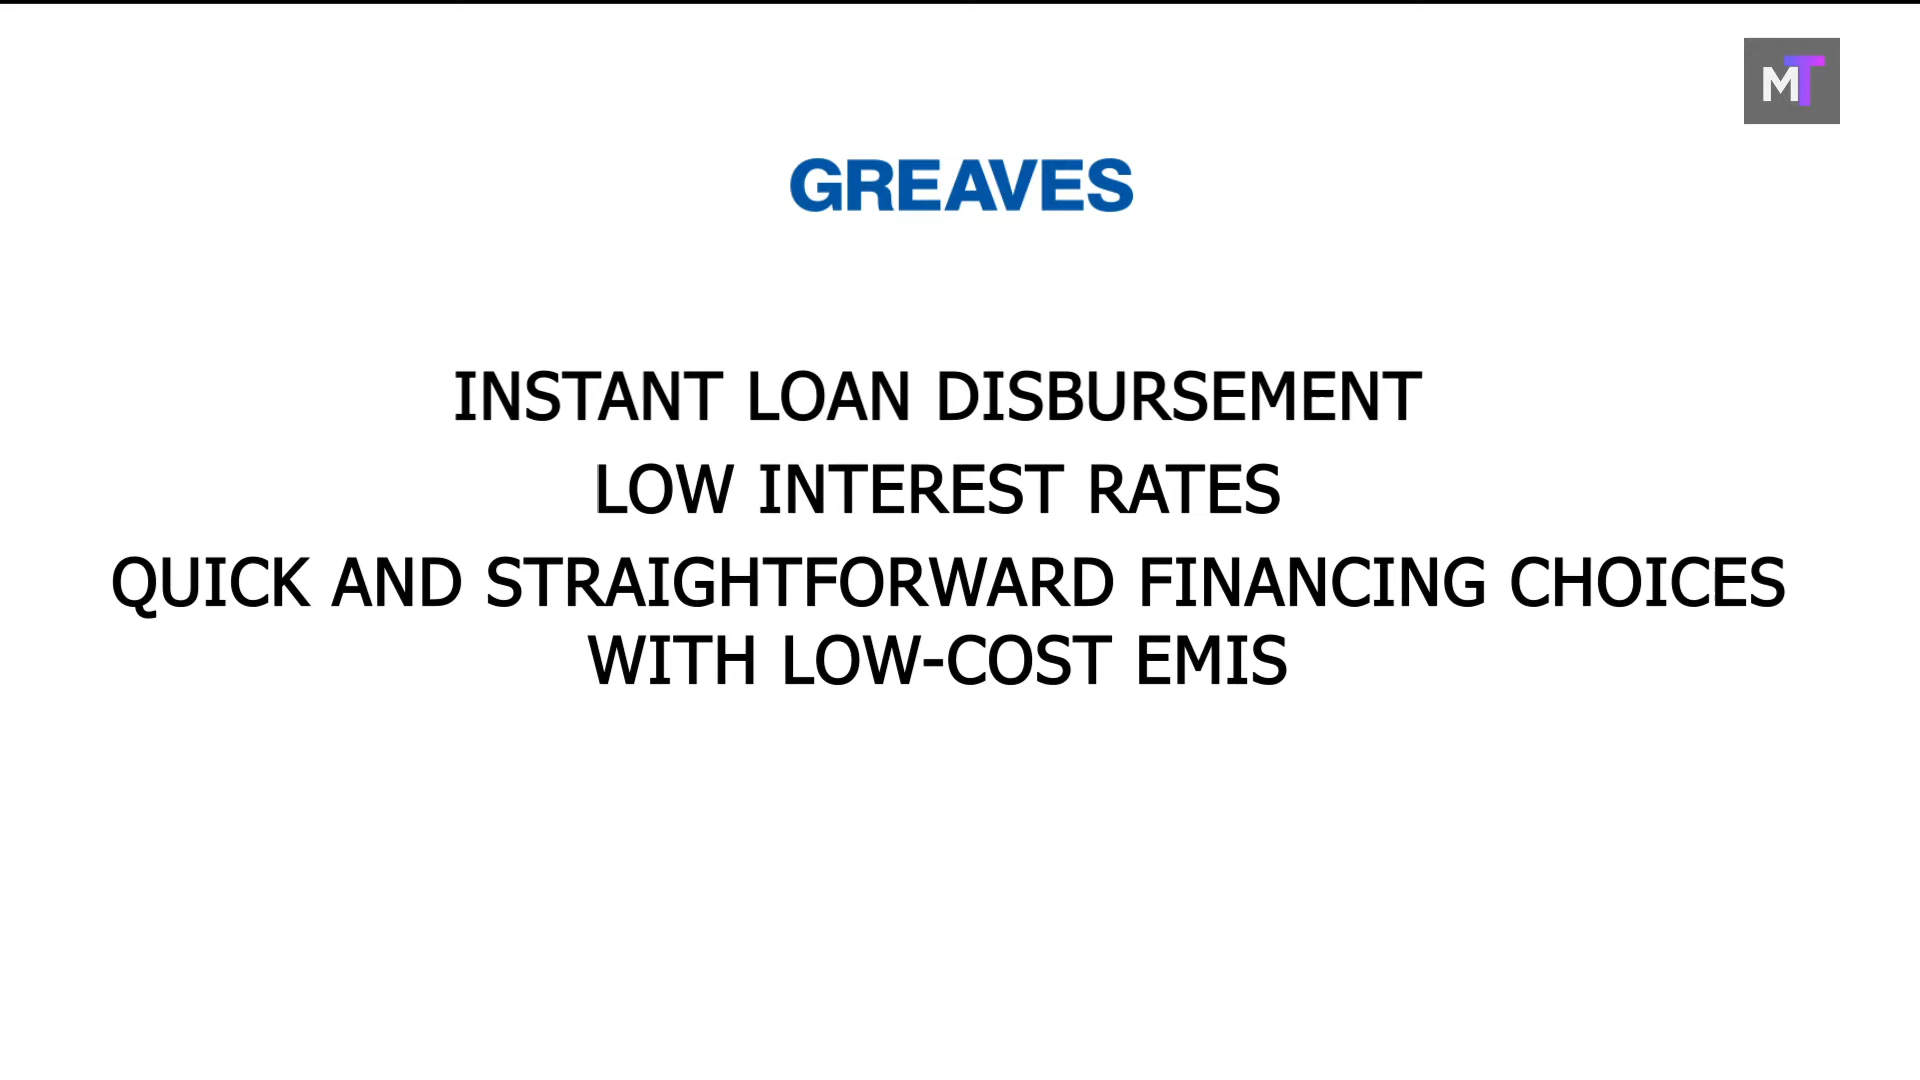 MT
GREAVES
INSTANT LOAN DISBURSEMENT
LOW INTEREST RATES
QUICK AND STRAIGHTFORWARD FINANCING CHOICES
WITH LOW-COST EMIS